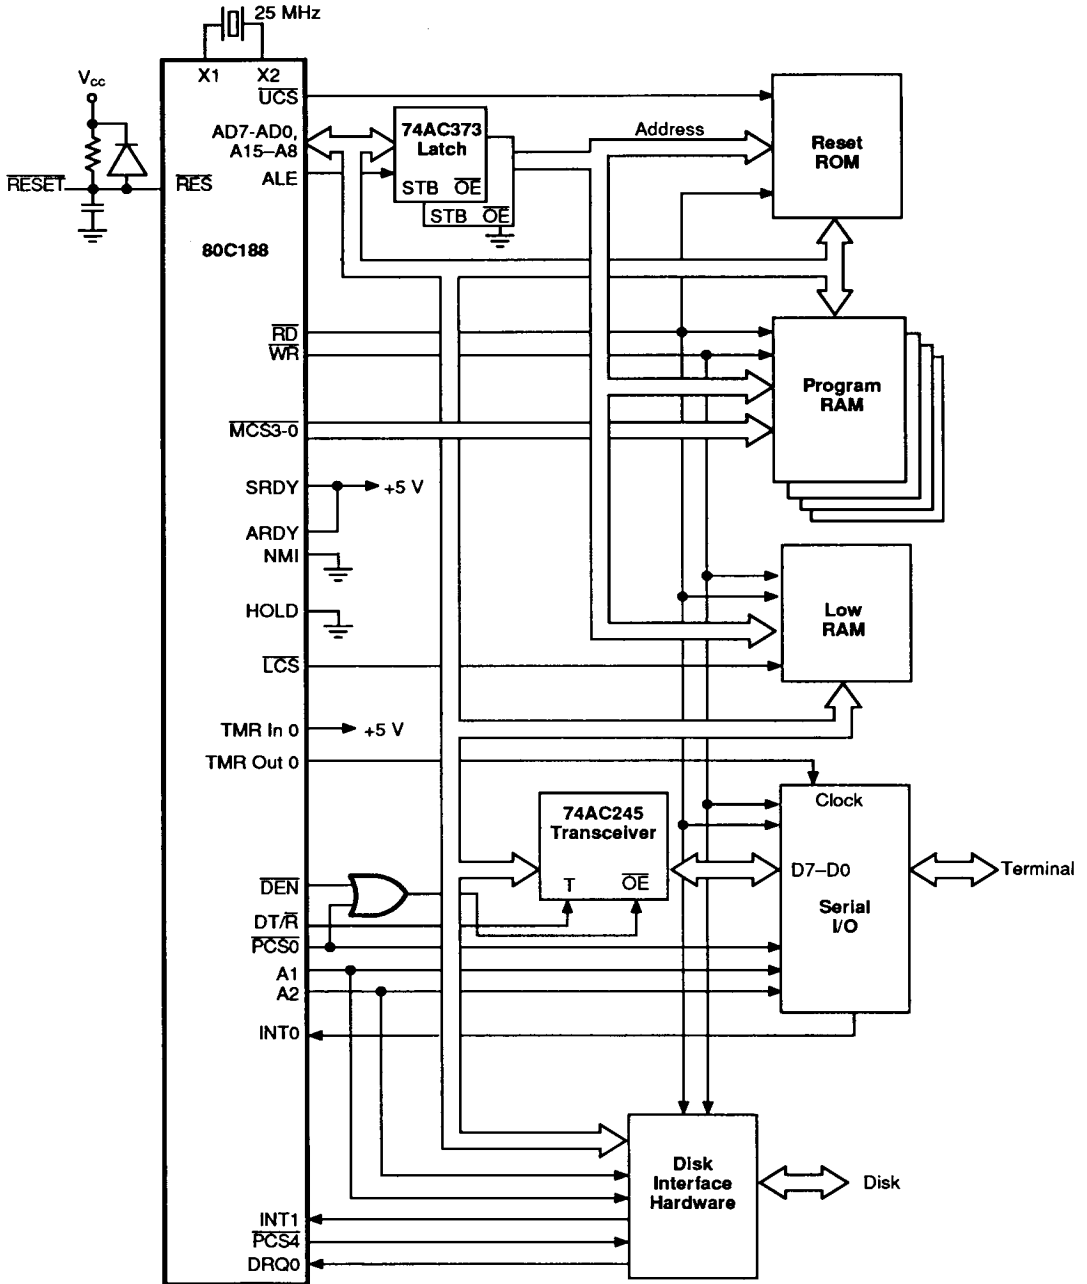 25 MHz
X1 X2
Vcc
UCS
AD7-AD0,
A15–A8
ALE
RESET
RES
80C188
74AC373
Latch
STB OE
STB OE
Address
Reset
ROM
RD
WR
MCS3-0
Program
RAM
SRDY
+5 V
ARDY
NMI
HOLD
LCS
Low
RAM
TMR In 0
+5 V
TMR Out 0
Clock
74AC245
Transceiver
T OE
D7–D0
Serial
I/O
Terminal
DEN
DT/R
PCS0
A1
A2
INT0
Disk
Interface
Hardware
Disk
INT1
PCS4
DRQ0